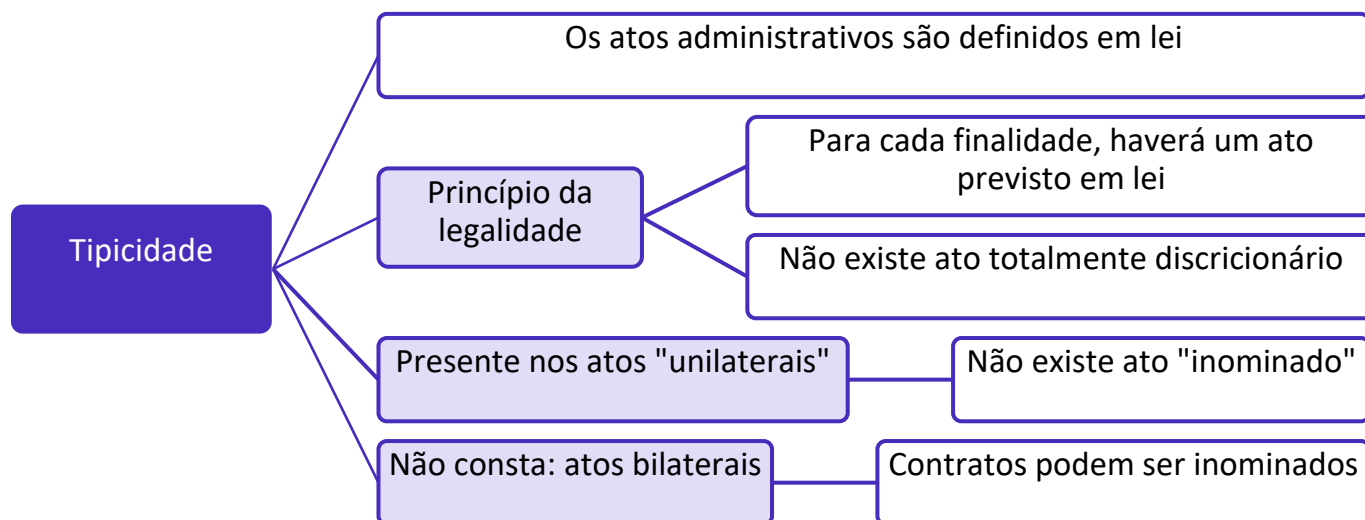 Os atos administrativos são definidos em lei
Para cada finalidade, haverá um ato
previsto em lei
Princípio da
legalidade
Tipicidade
Não existe ato totalmente discricionário
Presente nos atos "unilaterais"
Não existe ato "inominado"
Não consta: atos bilaterais
Contratos podem ser inominados